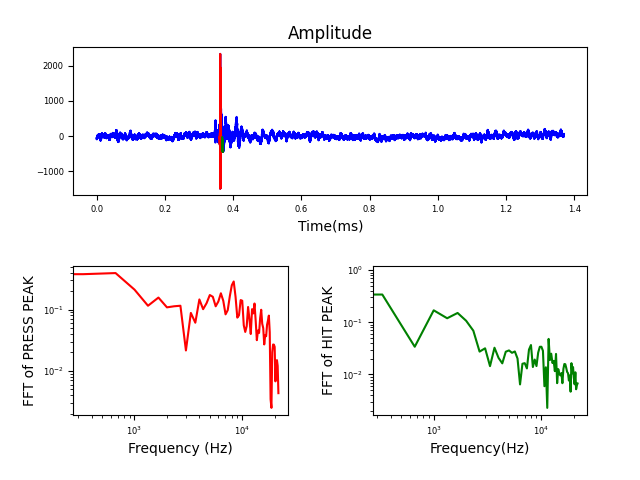 Amplitude
2000
1000
0
−1000
0.0 0.2 0.4 0.6 0.8 1.0 1.2 1.4
Time(ms)
FFT of PRESS PEAK
10⁻¹
10⁻²
10³ 10⁴
Frequency (Hz)
FFT of HIT PEAK
10⁰
10⁻¹
10⁻²
10³ 10⁴
Frequency(Hz)